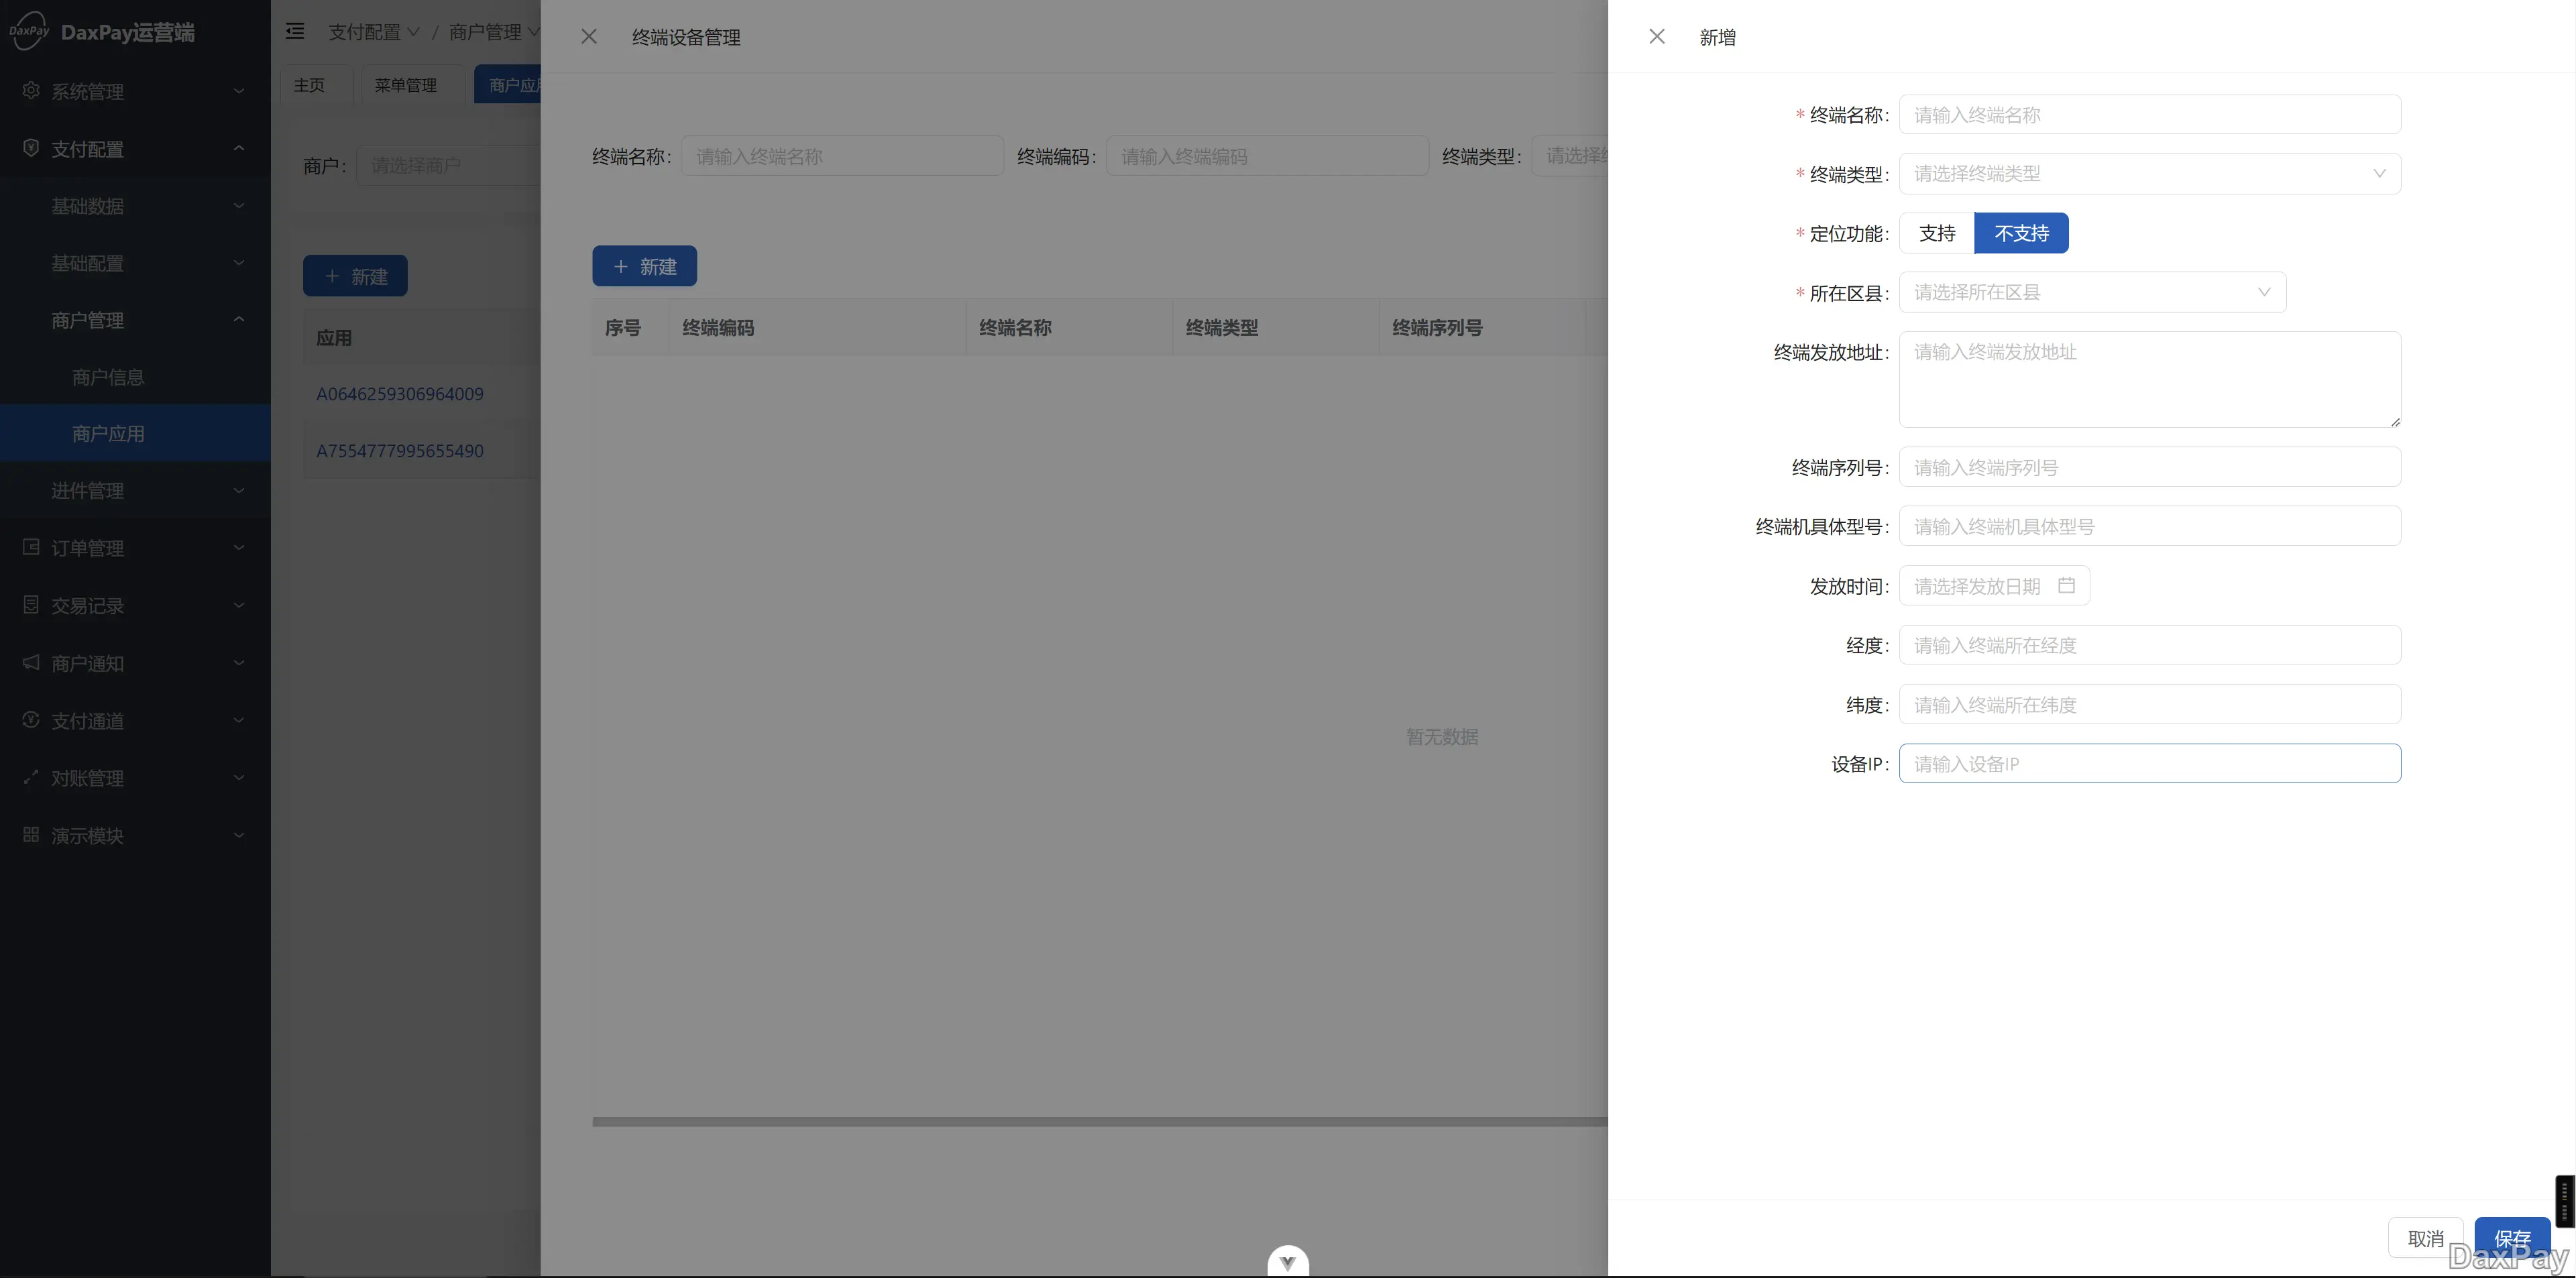 DaxPay
DaxPay运营端
系统管理
支付配置
基础数据
基础配置
商户管理
商户信息
商户应用
进件管理
订单管理
交易记录
商户通知
支付通道
对账管理
演示模块
支付配置 / 商户管理
主页 菜单管理 商户应用
商户: 请选择商户
新建
应用
A0646259306964009
A7554777995655490
终端设备管理
终端名称: 请输入终端名称 终端编码: 请输入终端编码 终端类型: 请选择
新建
序号 终端编码 终端名称 终端类型 终端序列号
暂无数据
新增
* 终端名称: 请输入终端名称
* 终端类型: 请选择终端类型
* 定位功能: 支持 不支持
* 所在区县: 请选择所在区县
终端发放地址: 请输入终端发放地址
终端序列号: 请输入终端序列号
终端机具体型号: 请输入终端机具体型号
发放时间: 请选择发放日期
经度: 请输入终端所在经度
纬度: 请输入终端所在纬度
设备IP: 请输入设备IP
取消 保存
DaxPay